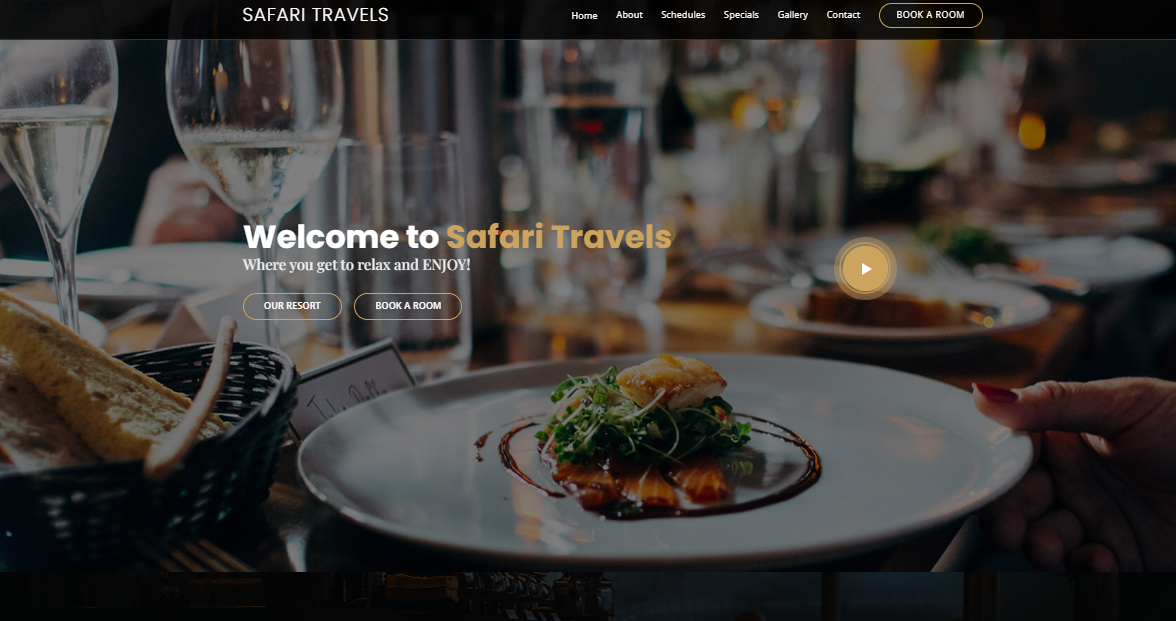 SAFARI TRAVELS
Home About Schedules Specials Gallery Contact BOOK A ROOM
Welcome to Safari Travels
Where you get to relax and ENJOY!
OUR RESORT BOOK A ROOM